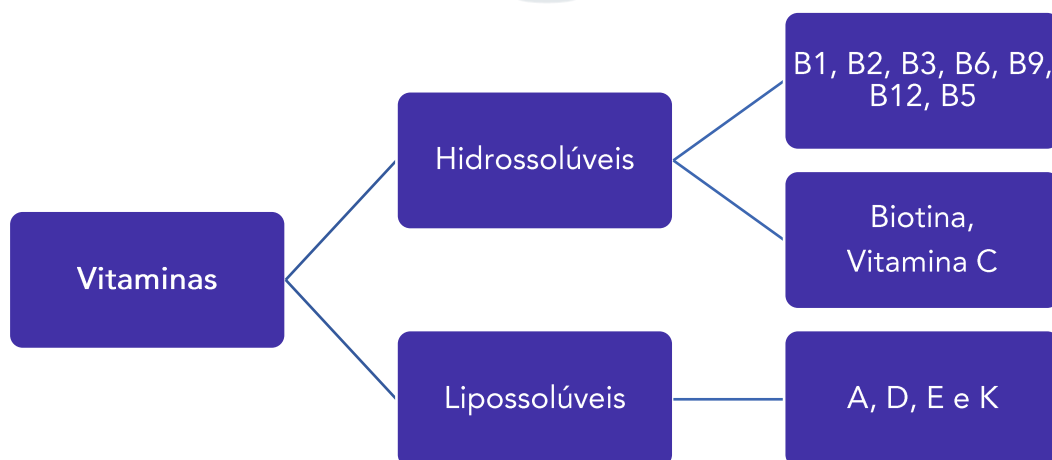 Vitaminas
Hidrossolúveis
B1, B2, B3, B6, B9,
B12, B5
Biotina,
Vitamina C
Lipossolúveis
A, D, E e K